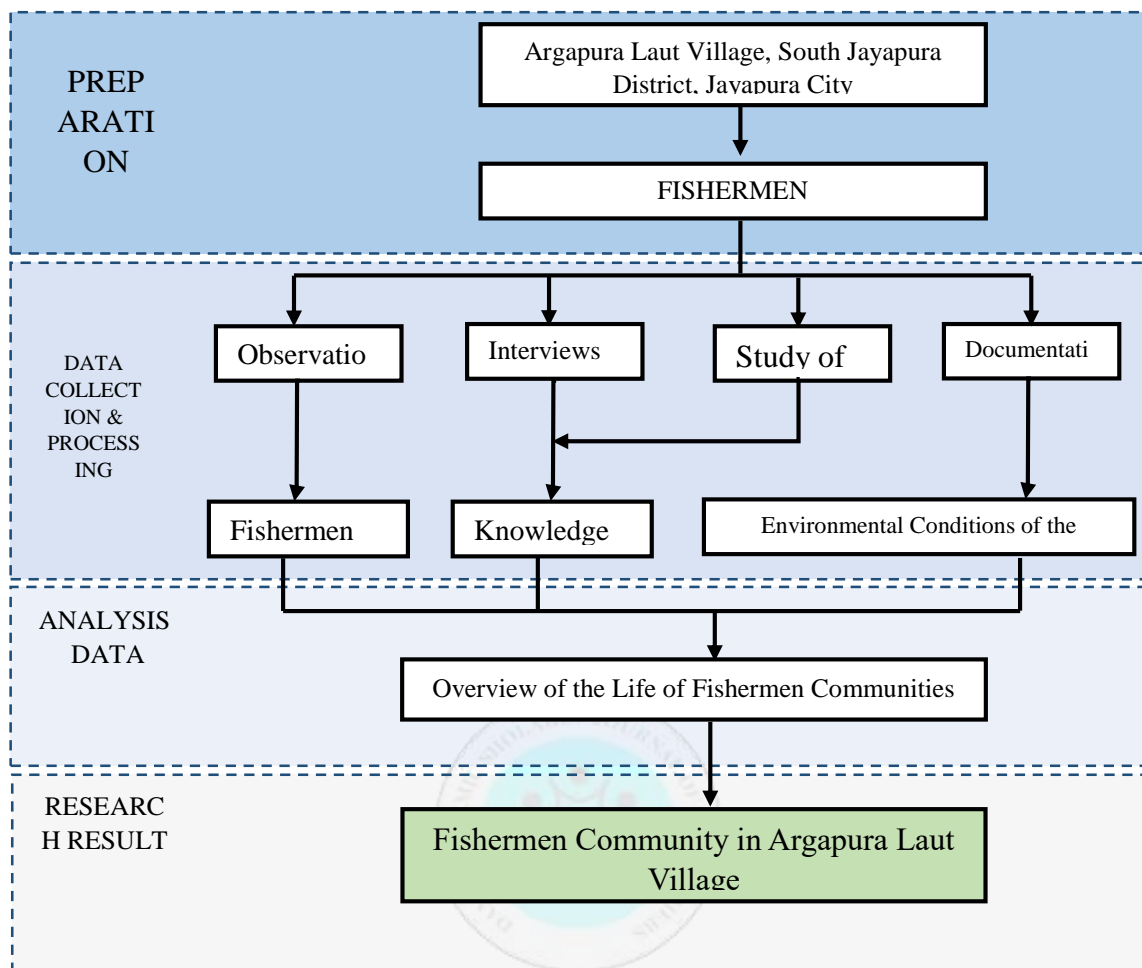 PREP
ARATI
ON
Argapura Laut Village, South Jayapura
District, Jayapura City
FISHERMEN
DATA
COLLECT
ION &
PROCESS
ING
Observatio
Interviews
Study of
Documentati
Fishermen
Knowledge
Environmental Conditions of the
ANALYSIS
DATA
Overview of the Life of Fishermen Communities
RESEARC
H RESULT
Fishermen Community in Argapura Laut
Village